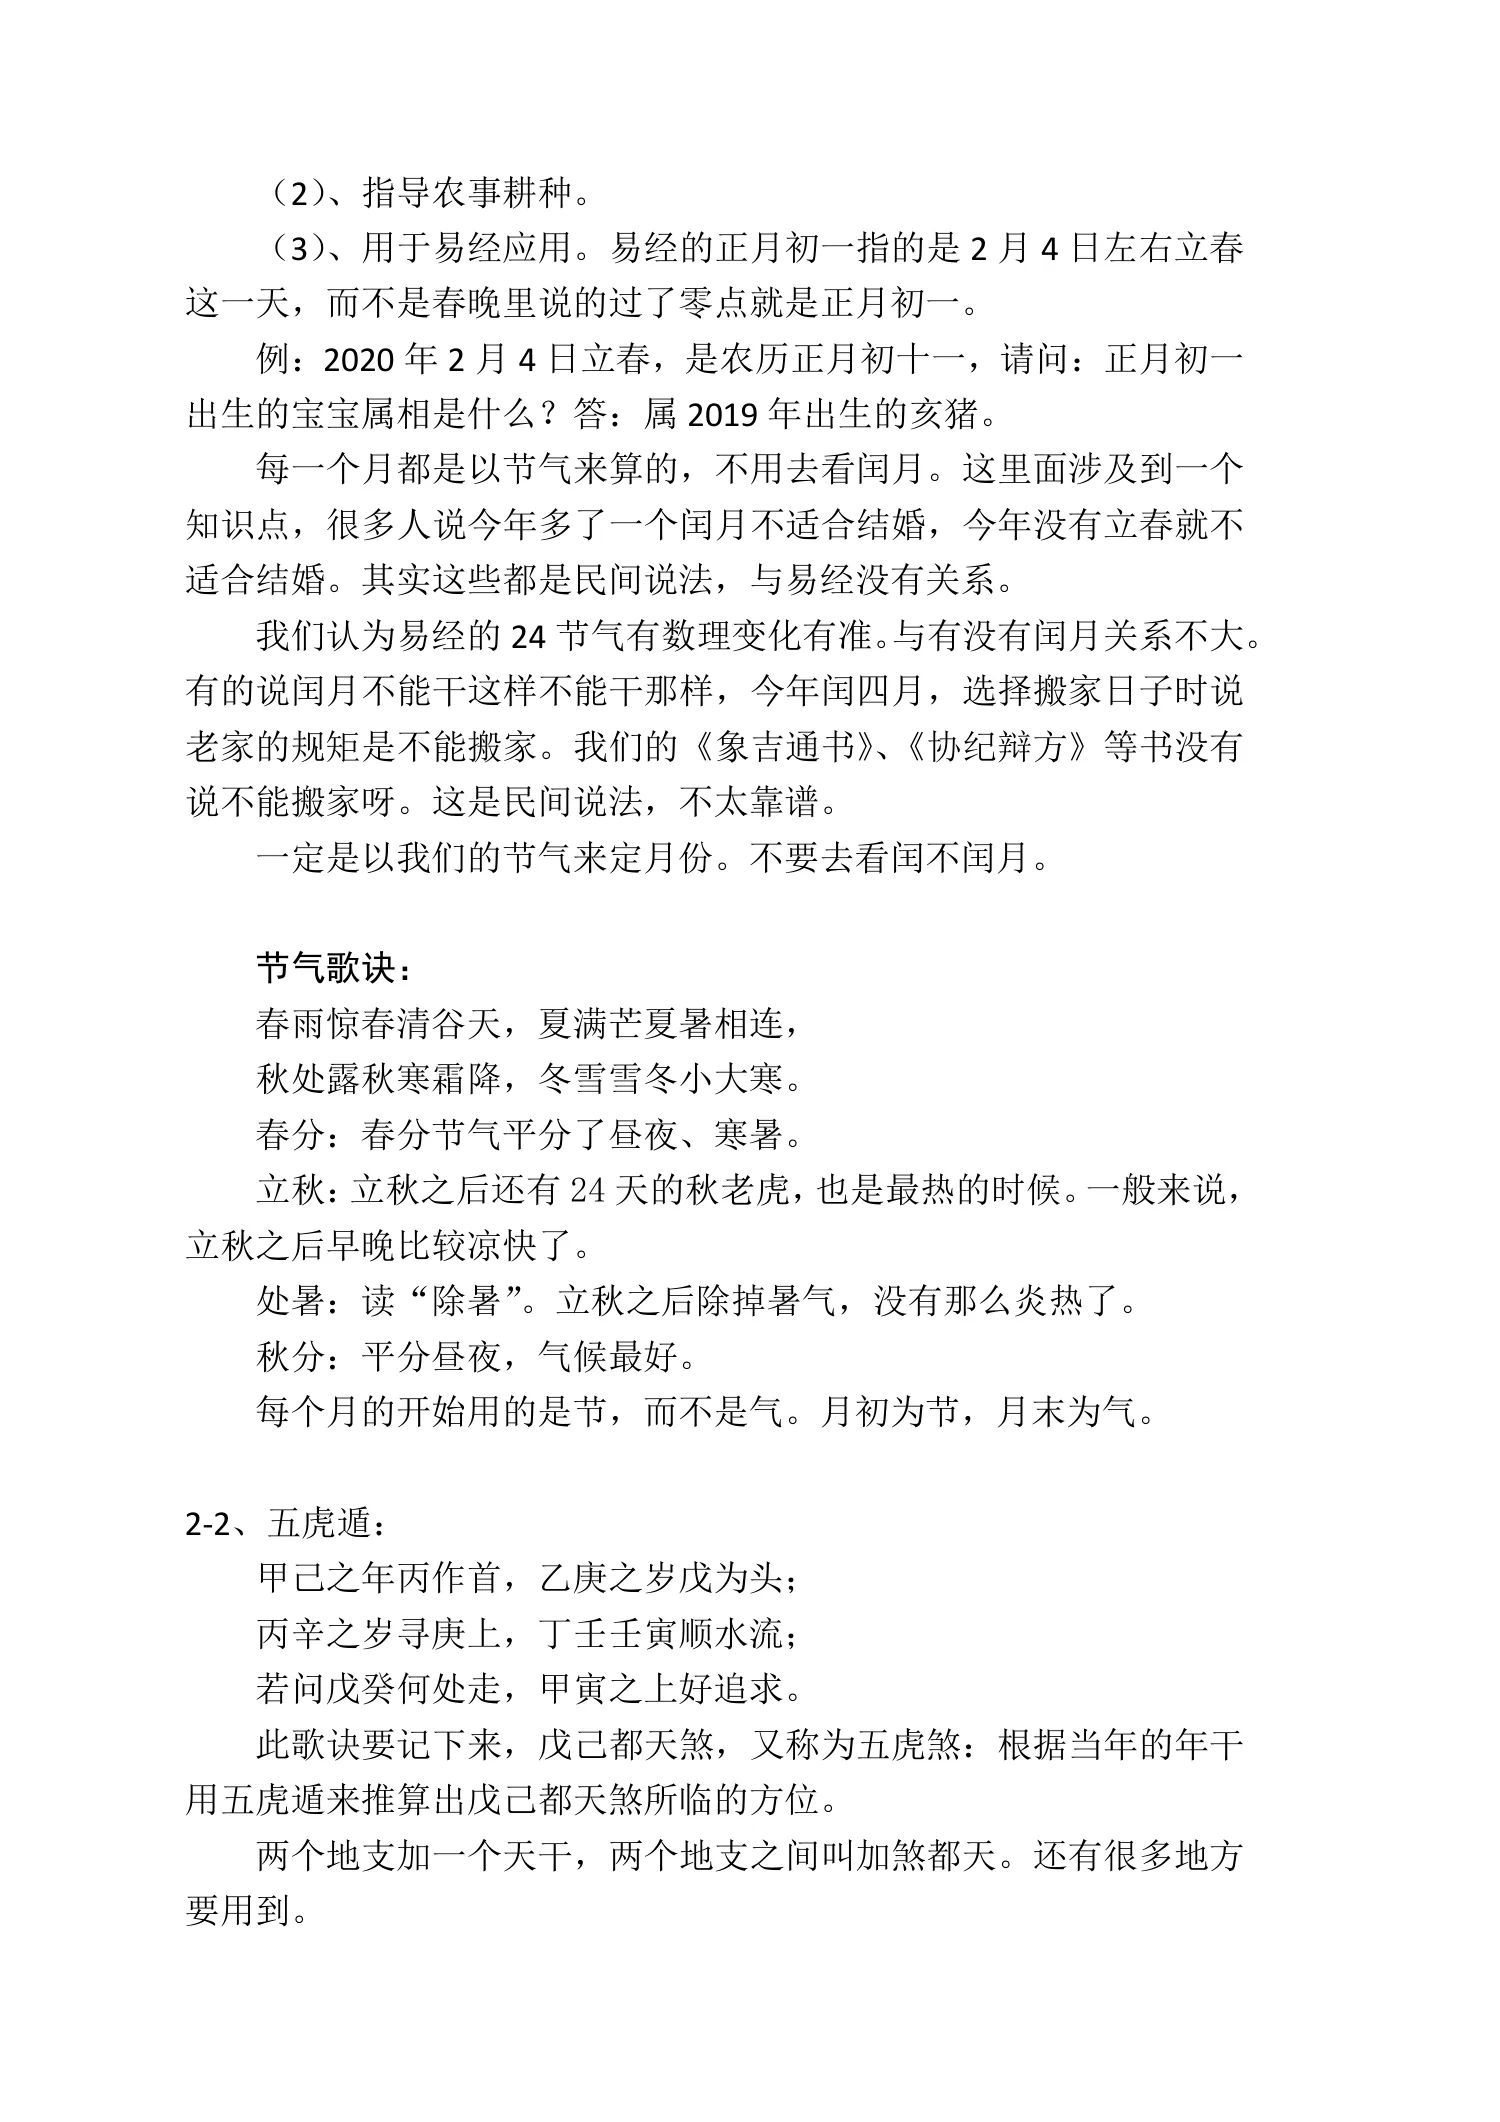 （2）、指导农事耕种。
（3）、用于易经应用。易经的正月初一指的是 2 月 4 日左右立春
这一天，而不是春晚里说的过了零点就是正月初一。
例：2020 年 2 月 4 日立春，是农历正月初十一，请问：正月初一
出生的宝宝属相是什么？答：属 2019 年出生的亥猪。
每一个月都是以节气来算的，不用去看闰月。这里面涉及到一个
知识点，很多人说今年多了一个闰月不适合结婚，今年没有立春就不
适合结婚。其实这些都是民间说法，与易经没有关系。
我们认为易经的 24 节气有数理变化有准。与有没有闰月关系不大。
有的说闰月不能干这样不能干那样，今年闰四月，选择搬家日子时说
老家的规矩是不能搬家。我们的《象吉通书》、《协纪辩方》等书没有
说不能搬家呀。这是民间说法，不太靠谱。
一定是以我们的节气来定月份。不要去看闰不闰月。
节气歌诀：
春雨惊春清谷天，夏满芒夏暑相连，
秋处露秋寒霜降，冬雪雪冬小大寒。
春分：春分节气平分了昼夜、寒暑。
立秋：立秋之后还有 24 天的秋老虎，也是最热的时候。一般来说，
立秋之后早晚比较凉快了。
处暑：读“除暑”。立秋之后除掉暑气，没有那么炎热了。
秋分：平分昼夜，气候最好。
每个月的开始用的是节，而不是气。月初为节，月末为气。
2-2、五虎遁：
甲己之年丙作首，乙庚之岁戊为头；
丙辛之岁寻庚上，丁壬壬寅顺水流；
若问戊癸何处走，甲寅之上好追求。
此歌诀要记下来，戊己都天煞，又称为五虎煞：根据当年的年干
用五虎遁来推算出戊己都天煞所临的方位。
两个地支加一个天干，两个地支之间叫加煞都天。还有很多地方
要用到。